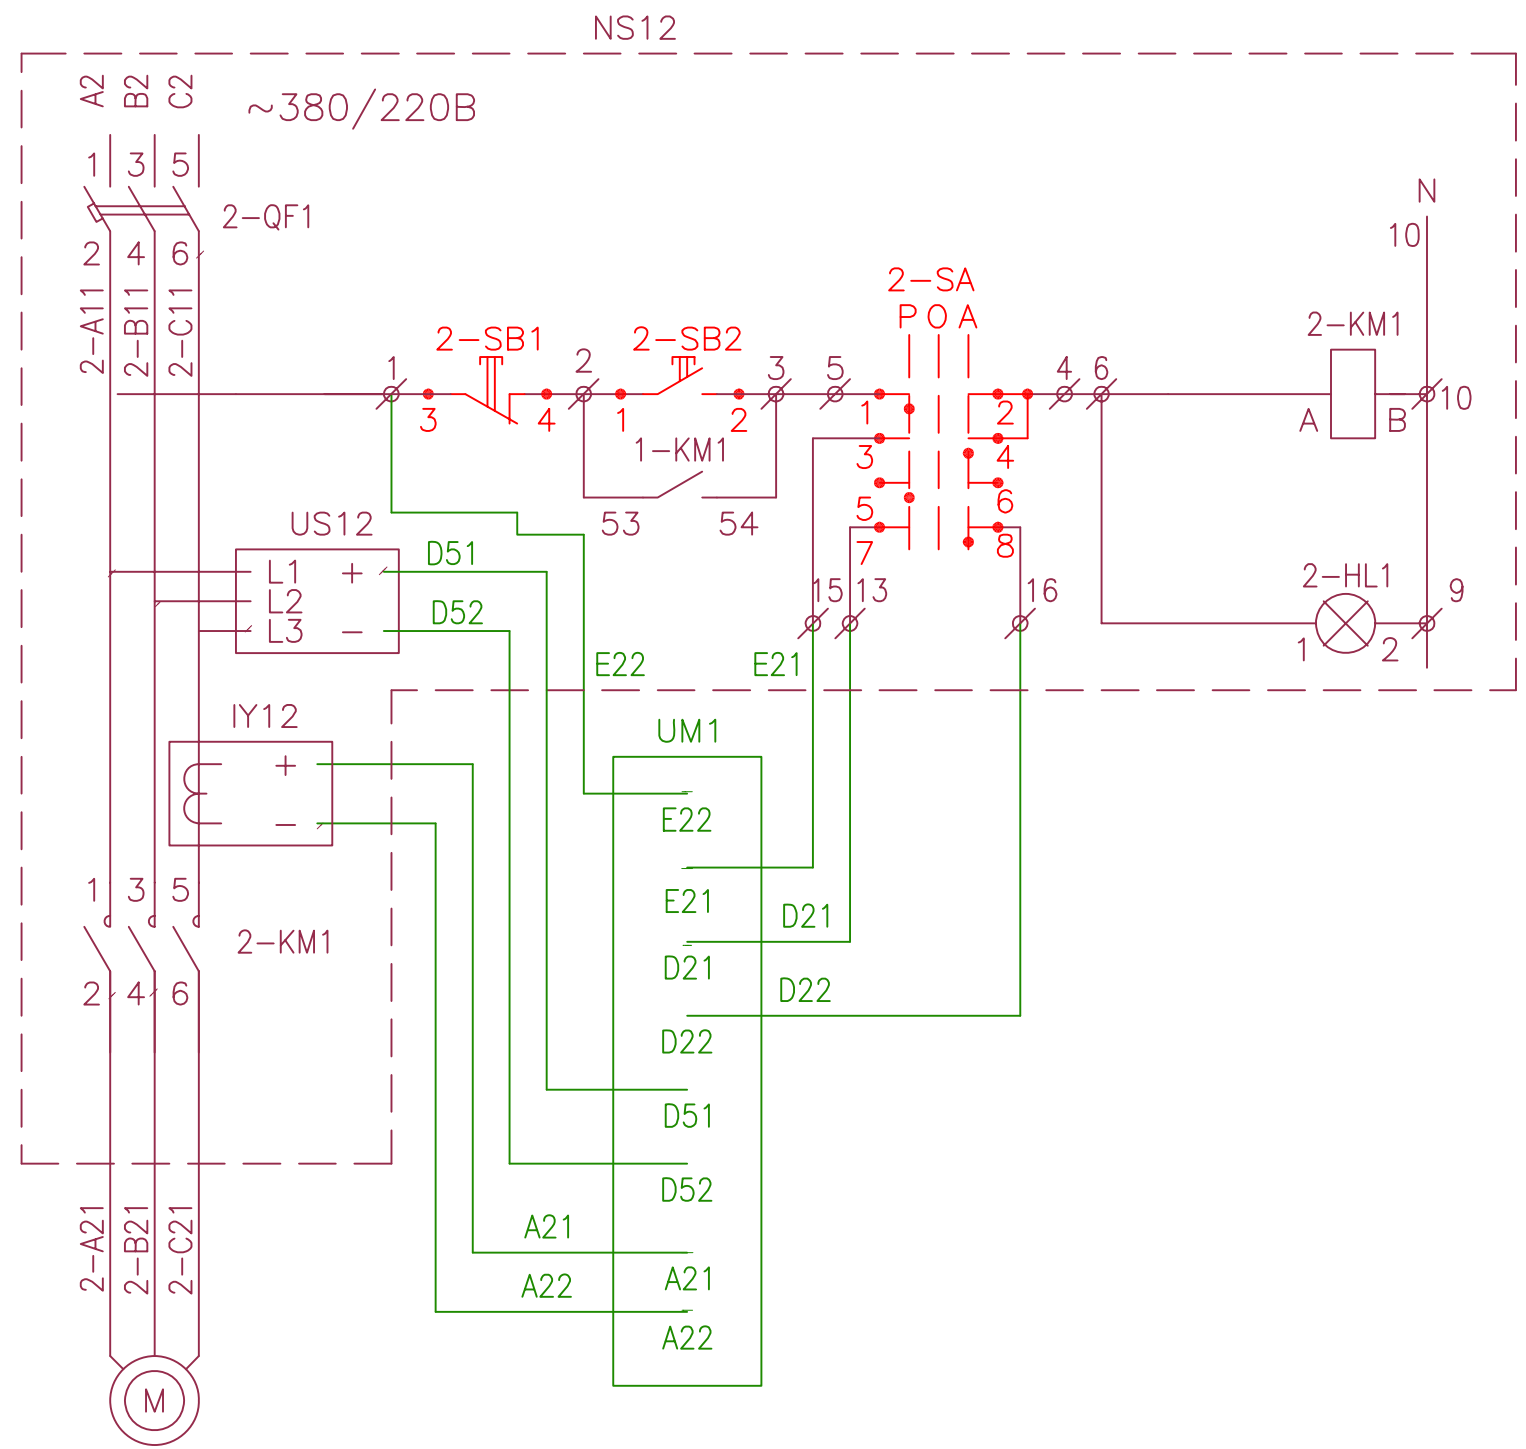 NS12
A2 B2 C2
~380/220В
1 3 5
2-QF1
2 4 6
2-A11 2-B11 2-C11
N
10
2-SA
P O A
2-SB1 2-SB2
2-KM1
1 2 3 5 4 6
3 4 1 2 1 2
A B 10
1-KM1
3 4
53 54
5 6
7 8
US12
L1 +
L2
L3 −
D51
D52
15 13 16
2-HL1 9
1 2
E22 E21
IY12
+
−
UM1
E22
1 3 5
E21
D21
2-KM1
D21
2 4 6
D22
D22
D51
D52
2-A21 2-B21 2-C21
A21
A21
A22
A22
M